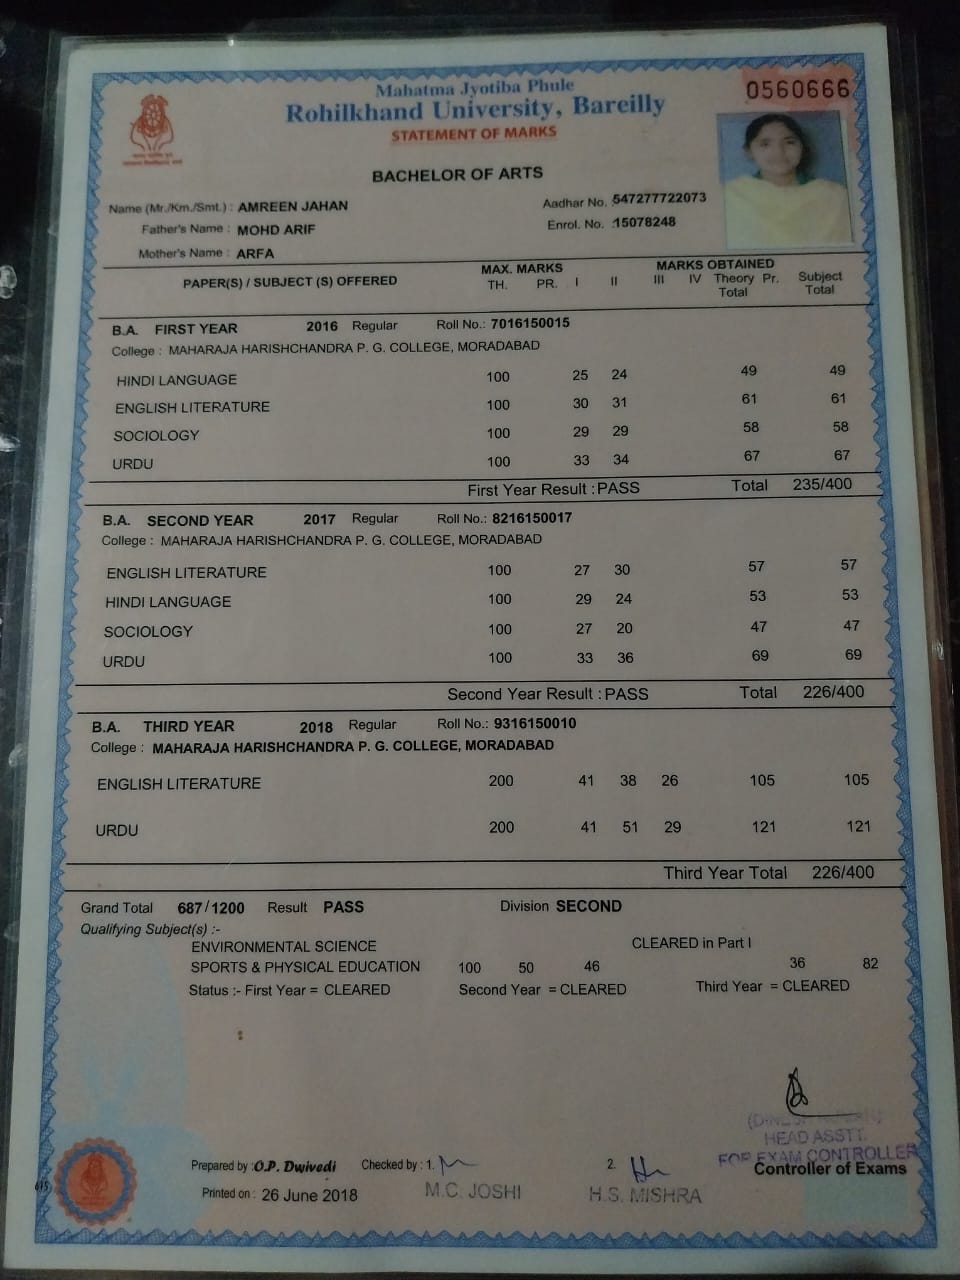 Mahatma Jyotiba Phule
0560666
Rohilkhand University, Bareilly
STATEMENT OF MARKS
BACHELOR OF ARTS
Name (Mr./Km./Smt.) : AMREEN JAHAN Aadhar No. 547277722073
Father's Name : MOHD ARIF Enrol. No. :15078248
Mother's Name : ARFA
PAPER(S) / SUBJECT (S) OFFERED MAX. MARKS MARKS OBTAINED Subject
TH. PR. I II III IV Theory Pr. Total
Total
B.A. FIRST YEAR 2016 Regular Roll No.: 7016150015
College : MAHARAJA HARISHCHANDRA P. G. COLLEGE, MORADABAD
HINDI LANGUAGE 100 25 24 49 49
ENGLISH LITERATURE 100 30 31 61 61
SOCIOLOGY 100 29 29 58 58
URDU 100 33 34 67 67
First Year Result : PASS Total 235/400
B.A. SECOND YEAR 2017 Regular Roll No.: 8216150017
College : MAHARAJA HARISHCHANDRA P. G. COLLEGE, MORADABAD
ENGLISH LITERATURE 100 27 30 57 57
HINDI LANGUAGE 100 29 24 53 53
SOCIOLOGY 100 27 20 47 47
URDU 100 33 36 69 69
Second Year Result : PASS Total 226/400
B.A. THIRD YEAR 2018 Regular Roll No.: 9316150010
College : MAHARAJA HARISHCHANDRA P. G. COLLEGE, MORADABAD
ENGLISH LITERATURE 200 41 38 26 105 105
URDU 200 41 51 29 121 121
Third Year Total 226/400
Grand Total 687/1200 Result PASS Division SECOND
Qualifying Subject(s) :-
ENVIRONMENTAL SCIENCE CLEARED in Part I
SPORTS & PHYSICAL EDUCATION 100 50 46 36 82
Status :- First Year = CLEARED Second Year = CLEARED Third Year = CLEARED
HEAD ASSTT.
FOR EXAM CONTROLLER
Prepared by : O.P. Dwivedi Checked by : 1. 2. Controller of Exams
Printed on : 26 June 2018 M.C. JOSHI H.S. MISHRA